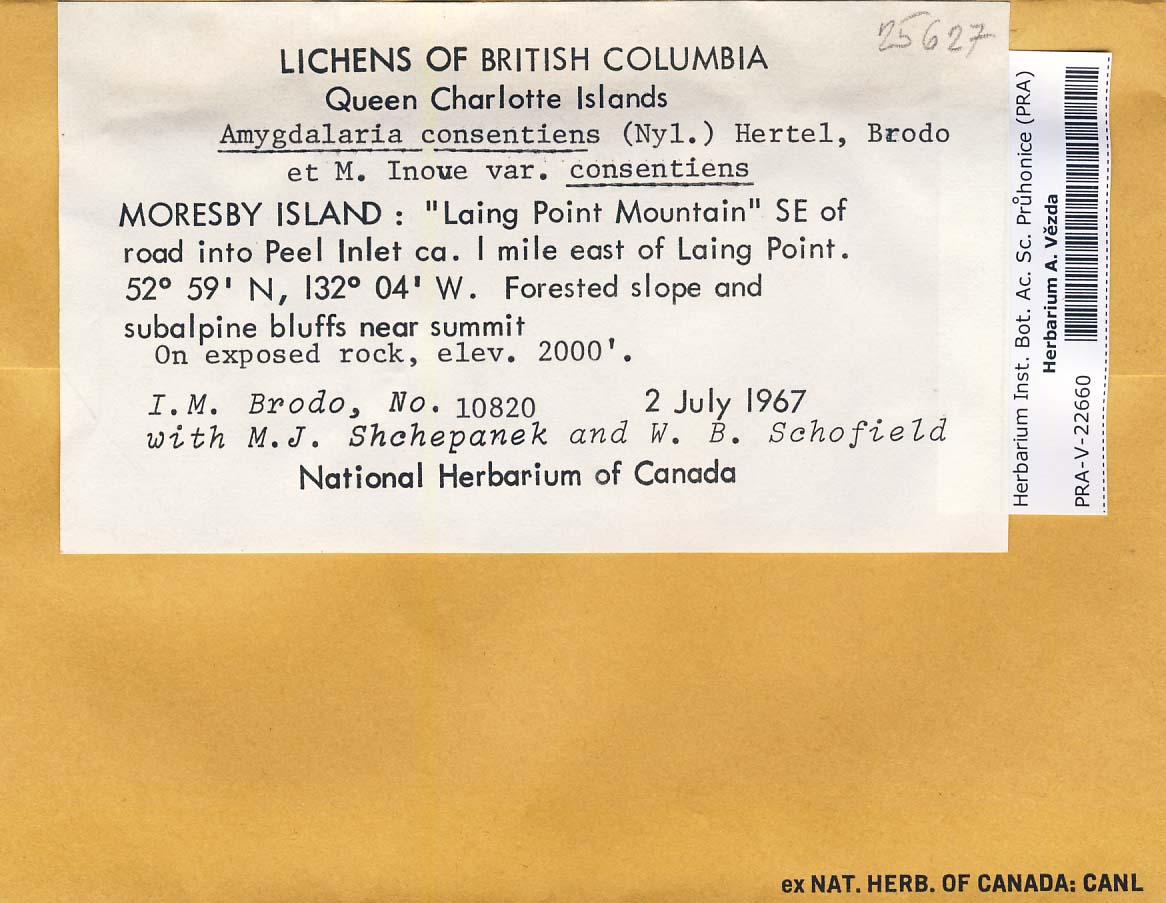 25627
LICHENS OF BRITISH COLUMBIA
Queen Charlotte Islands
Amygdalaria consentiens (Nyl.) Hertel, Brodo
et M. Inoue var. consentiens
MORESBY ISLAND : "Laing Point Mountain" SE of
road into Peel Inlet ca. 1 mile east of Laing Point.
52° 59' N, 132° 04' W. Forested slope and
subalpine bluffs near summit
On exposed rock, elev. 2000'.
I.M. Brodo, No. 10820 2 July 1967
with M.J. Shchepanek and W. B. Schofield
National Herbarium of Canada
Herbarium Inst. Bot. Ac. Sc. Průhonice (PRA)
Herbarium A. Vězda
PRA-V-22660
ex NAT. HERB. OF CANADA: CANL